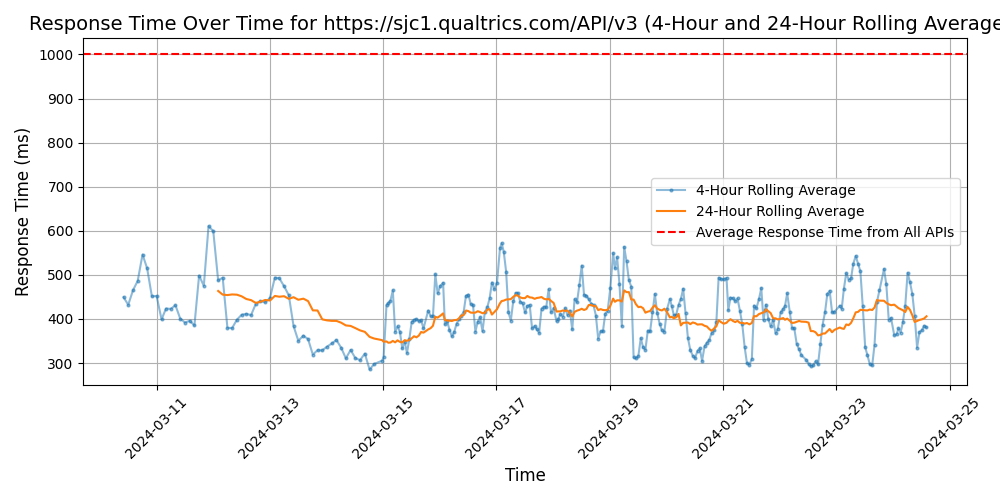 Response Time Over Time for https://sjc1.qualtrics.com/API/v3 (4-Hour and 24-Hour Rolling Average
1000
900
800
700
600
500
400
300
Response Time (ms)
4-Hour Rolling Average
24-Hour Rolling Average
Average Response Time from All APIs
2024-03-11
2024-03-13
2024-03-15
2024-03-17
2024-03-19
2024-03-21
2024-03-23
2024-03-25
Time